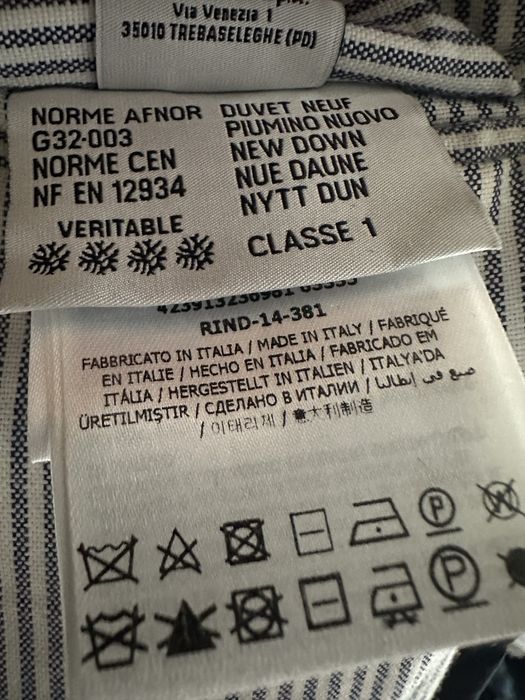 Via Venezia 1
35010 TREBASELEGHE (PD)
NORME AFNOR
G32-003
NORME CEN
NF EN 12934
VERITABLE
DUVET NEUF
PIUMINO NUOVO
NEW DOWN
NUE DAUNE
NYTT DUN
CLASSE 1
RIND-14-381
FABBRICATO IN ITALIA / MADE IN ITALY / FABRIQUÉ
EN ITALIE / HECHO EN ITALIA / FABRICADO EM
ITÁLIA / HERGESTELLT IN ITALIEN / ITALYA'DA
ÜRETILMIŞTIR / СДЕЛАНО В ИТАЛИИ / صنع في إيطاليا
/ 이태리제 / 意大利制造
P
P